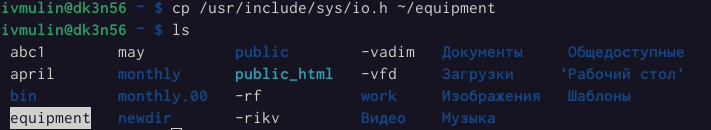 ivmulin@dk3n56 ~ $ cp /usr/include/sys/io.h ~/equipment
ivmulin@dk3n56 ~ $ ls
abc1 may public -vadim Документы Общедоступные
april monthly public_html -vfd Загрузки 'Рабочий стол'
bin monthly.00 -rf work Изображения Шаблоны
equipment newdir -rikv Видео Музыка